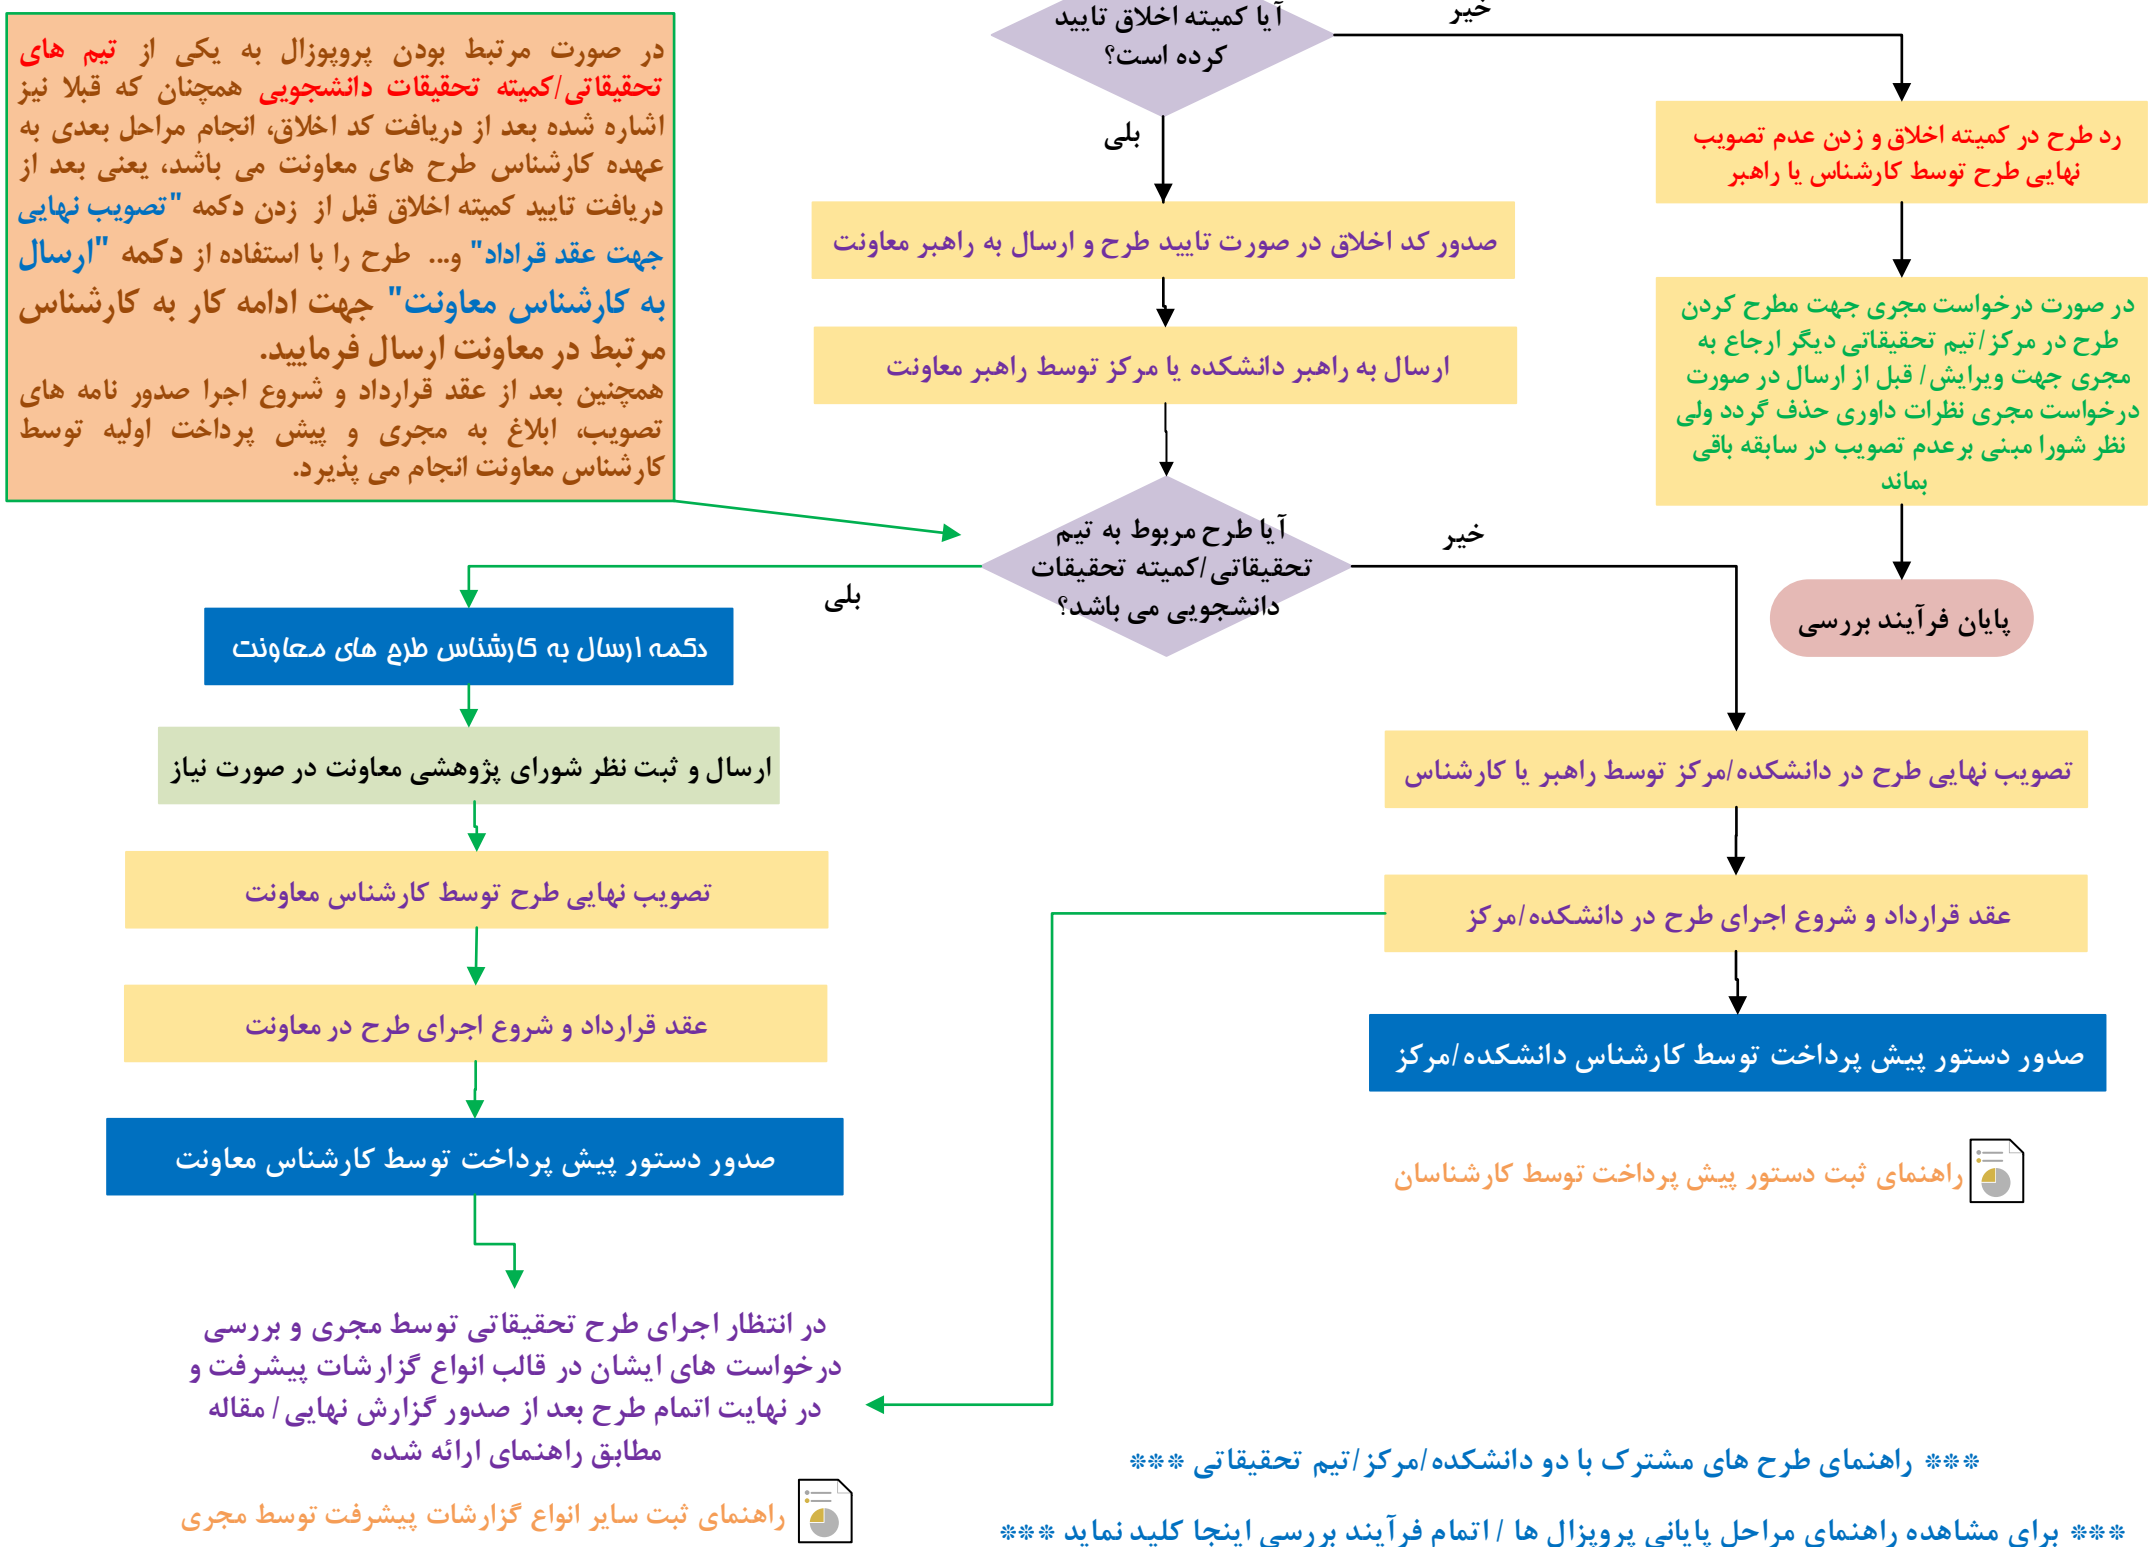 آیا کمیته اخلاق تایید
کرده است؟
خیر
بلی
در صورت مرتبط بودن پروپوزال به یکی از تیم های
تحقیقاتی/کمیته تحقیقات دانشجویی همچنان که قبلا نیز
اشاره شده بعد از دریافت کد اخلاق، انجام مراحل بعدی به
عهده کارشناس طرح های معاونت می باشد، یعنی بعد از
دریافت تایید کمیته اخلاق قبل از زدن دکمه "تصویب نهایی
جهت عقد قراداد" و... طرح را با استفاده از دکمه "ارسال
به کارشناس معاونت" جهت ادامه کار به کارشناس
مرتبط در معاونت ارسال فرمایید.
همچنین بعد از عقد قرارداد و شروع اجرا صدور نامه های
تصویب، ابلاغ به مجری و پیش پرداخت اولیه توسط
کارشناس معاونت انجام می پذیرد.
رد طرح در کمیته اخلاق و زدن عدم تصویب
نهایی طرح توسط کارشناس یا راهبر
صدور کد اخلاق در صورت تایید طرح و ارسال به راهبر معاونت
در صورت درخواست مجری جهت مطرح کردن
طرح در مرکز/تیم تحقیقاتی دیگر ارجاع به
مجری جهت ویرایش/ قبل از ارسال در صورت
درخواست مجری نظرات داوری حذف گردد ولی
نظر شورا مبنی برعدم تصویب در سابقه باقی
بماند
ارسال به راهبر دانشکده یا مرکز توسط راهبر معاونت
آیا طرح مربوط به تیم
تحقیقاتی/کمیته تحقیقات
دانشجویی می باشد؟
خیر
بلی
پایان فرآیند بررسی
دکمه ارسال به کارشناس طرح های معاونت
ارسال و ثبت نظر شورای پژوهشی معاونت در صورت نیاز
تصویب نهایی طرح در دانشکده/مرکز توسط راهبر یا کارشناس
تصویب نهایی طرح توسط کارشناس معاونت
عقد قرارداد و شروع اجرای طرح در دانشکده/مرکز
عقد قرارداد و شروع اجرای طرح در معاونت
صدور دستور پیش پرداخت توسط کارشناس دانشکده/مرکز
صدور دستور پیش پرداخت توسط کارشناس معاونت
راهنمای ثبت دستور پیش پرداخت توسط کارشناسان
در انتظار اجرای طرح تحقیقاتی توسط مجری و بررسی
درخواست های ایشان در قالب انواع گزارشات پیشرفت و
در نهایت اتمام طرح بعد از صدور گزارش نهایی/ مقاله
مطابق راهنمای ارائه شده
راهنمای ثبت سایر انواع گزارشات پیشرفت توسط مجری
*** راهنمای طرح های مشترک با دو دانشکده/مرکز/تیم تحقیقاتی ***
*** برای مشاهده راهنمای مراحل پایانی پروپزال ها / اتمام فرآیند بررسی اینجا کلید نماید ***